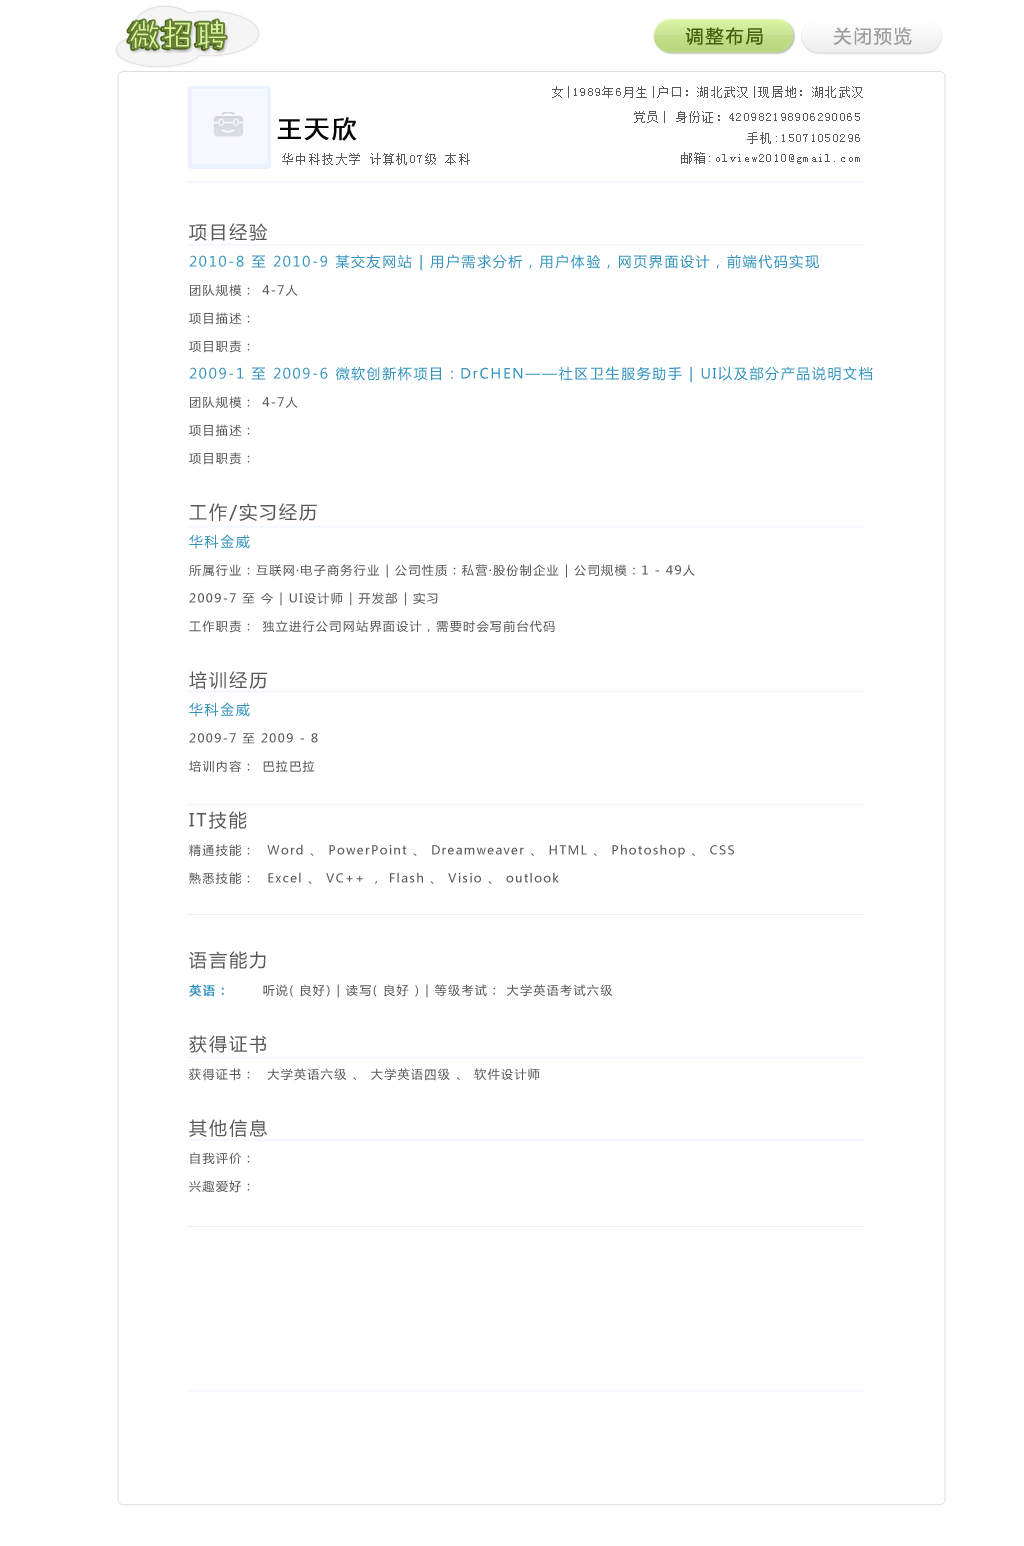 微招聘
调整布局 关闭预览
女|1989年6月生|户口：湖北武汉|现居地：湖北武汉
党员| 身份证：420982198906290065
王天欣
手机:15071050296
华中科技大学 计算机07级 本科
邮箱:olview2010@gmail.com
项目经验
2010-8 至 2010-9 某交友网站 | 用户需求分析，用户体验，网页界面设计，前端代码实现
团队规模： 4-7人
项目描述：
项目职责：
2009-1 至 2009-6 微软创新杯项目：DrCHEN——社区卫生服务助手 | UI以及部分产品说明文档
团队规模： 4-7人
项目描述：
项目职责：
工作/实习经历
华科金威
所属行业：互联网·电子商务行业 | 公司性质：私营·股份制企业 | 公司规模：1 - 49人
2009-7 至 今 | UI设计师 | 开发部 | 实习
工作职责： 独立进行公司网站界面设计，需要时会写前台代码
培训经历
华科金威
2009-7 至 2009 - 8
培训内容： 巴拉巴拉
IT技能
精通技能： Word 、 PowerPoint 、 Dreamweaver 、 HTML 、 Photoshop 、 CSS
熟悉技能： Excel 、 VC++ ， Flash 、 Visio 、 outlook
语言能力
英语： 听说( 良好) | 读写( 良好 ) | 等级考试： 大学英语考试六级
获得证书
获得证书： 大学英语六级 、 大学英语四级 、 软件设计师
其他信息
自我评价：
兴趣爱好：